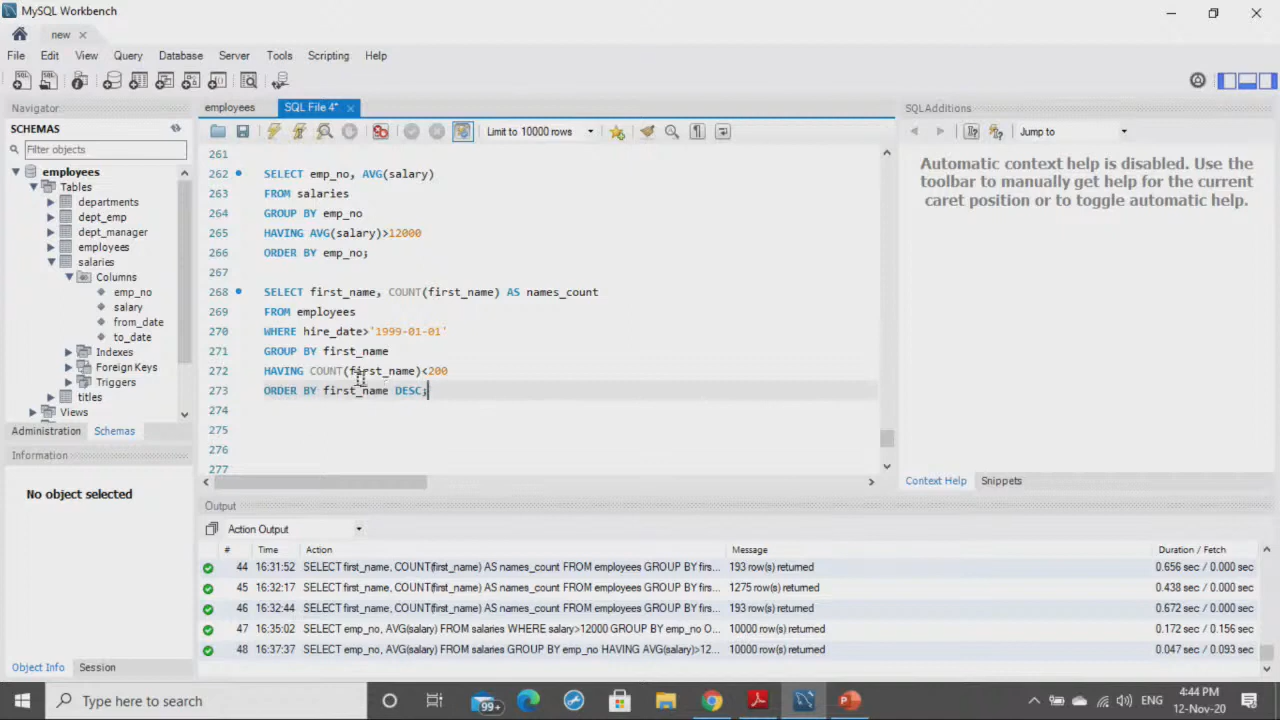 MySQL Workbench
new
File Edit View Query Database Server Tools Scripting Help
Navigator
SCHEMAS
Filter objects
employees
Tables
departments
dept_emp
dept_manager
employees
salaries
Columns
emp_no
salary
from_date
to_date
Indexes
Foreign Keys
Triggers
titles
Views
Administration Schemas
Information
No object selected
Object Info Session
employees SQL File 4*
Limit to 10000 rows
261
262 SELECT emp_no, AVG(salary)
263 FROM salaries
264 GROUP BY emp_no
265 HAVING AVG(salary)>12000
266 ORDER BY emp_no;
267
268 SELECT first_name, COUNT(first_name) AS names_count
269 FROM employees
270 WHERE hire_date>'1999-01-01'
271 GROUP BY first_name
272 HAVING COUNT(first_name)<200
273 ORDER BY first_name DESC;
274
275
276
277
SQLAdditions
Jump to
Automatic context help is disabled. Use the
toolbar to manually get help for the current
caret position or to toggle automatic help.
Context Help Snippets
Output
Action Output
# Time Action Message Duration / Fetch
44 16:31:52 SELECT first_name, COUNT(first_name) AS names_count FROM employees GROUP BY firs... 193 row(s) returned 0.656 sec / 0.000 sec
45 16:32:17 SELECT first_name, COUNT(first_name) AS names_count FROM employees GROUP BY firs... 1275 row(s) returned 0.438 sec / 0.000 sec
46 16:32:44 SELECT first_name, COUNT(first_name) AS names_count FROM employees GROUP BY firs... 193 row(s) returned 0.672 sec / 0.000 sec
47 16:35:02 SELECT emp_no, AVG(salary) FROM salaries WHERE salary>12000 GROUP BY emp_no O... 10000 row(s) returned 0.172 sec / 0.156 sec
48 16:37:37 SELECT emp_no, AVG(salary) FROM salaries GROUP BY emp_no HAVING AVG(salary)>12... 10000 row(s) returned 0.047 sec / 0.093 sec
Type here to search
99+
ENG
4:44 PM
12-Nov-20